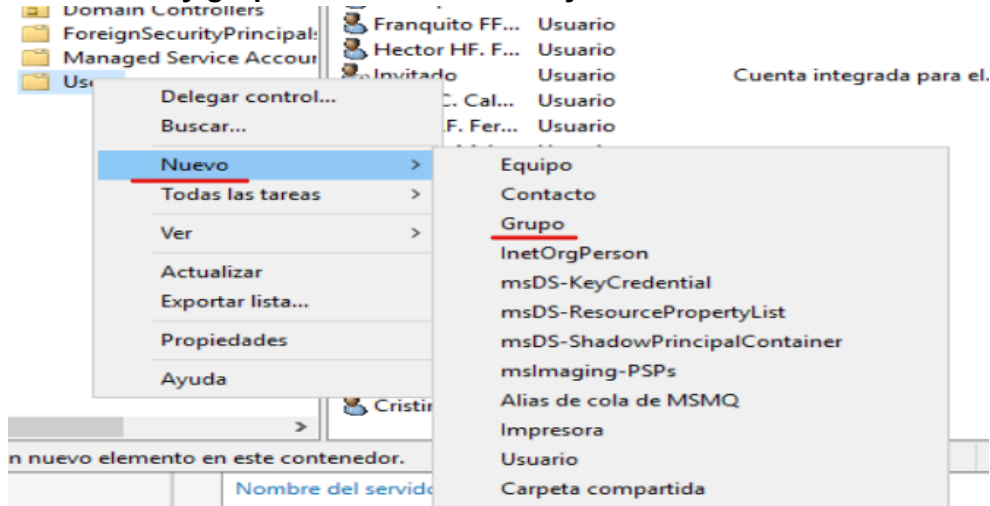 Domain Controllers
ForeignSecurityPrincipal:
Managed Service Accour
Use
Franquito FF... Usuario
Hector HF. F... Usuario
Invitado Usuario Cuenta integrada para el.
C. Cal... Usuario
F. Fer... Usuario
Delegar control...
Buscar...
Nuevo >
Todas las tareas >
Ver >
Actualizar
Exportar lista...
Propiedades
Ayuda
Equipo
Contacto
Grupo
InetOrgPerson
msDS-KeyCredential
msDS-ResourcePropertyList
msDS-ShadowPrincipalContainer
msImaging-PSPs
Alias de cola de MSMQ
Impresora
Usuario
Carpeta compartida
Cristin
n nuevo elemento en este contenedor.
Nombre del servido